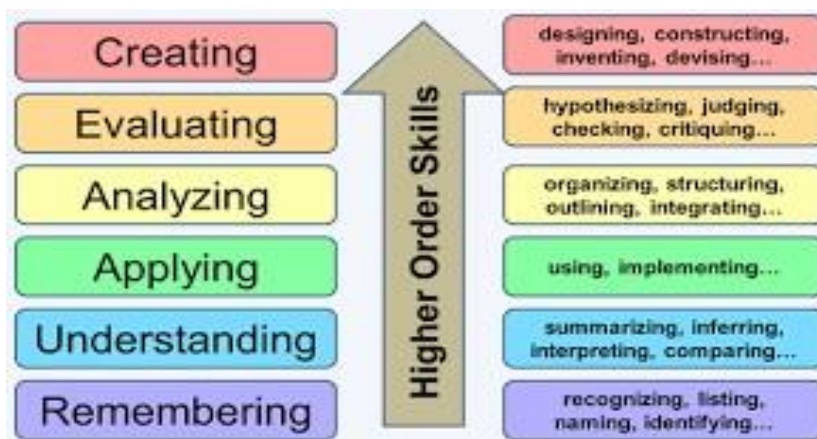 Creating
designing, constructing,
inventing, devising...
Evaluating
hypothesizing, judging,
checking, critiquing...
Analyzing
organizing, structuring,
outlining, integrating...
Applying
using, implementing...
Understanding
summarizing, inferring,
interpreting, comparing...
Remembering
recognizing, listing,
naming, identifying...
Higher Order Skills